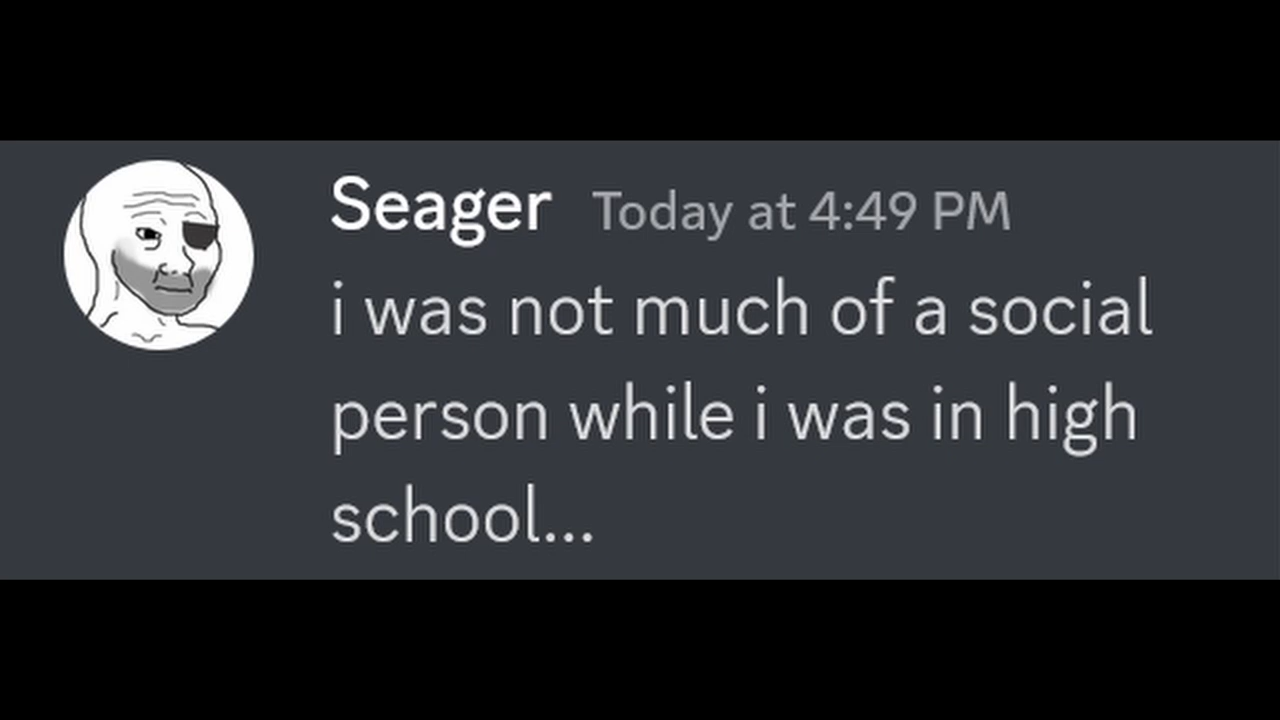 Seager Today at 4:49 PM
i was not much of a social
person while i was in high
school...